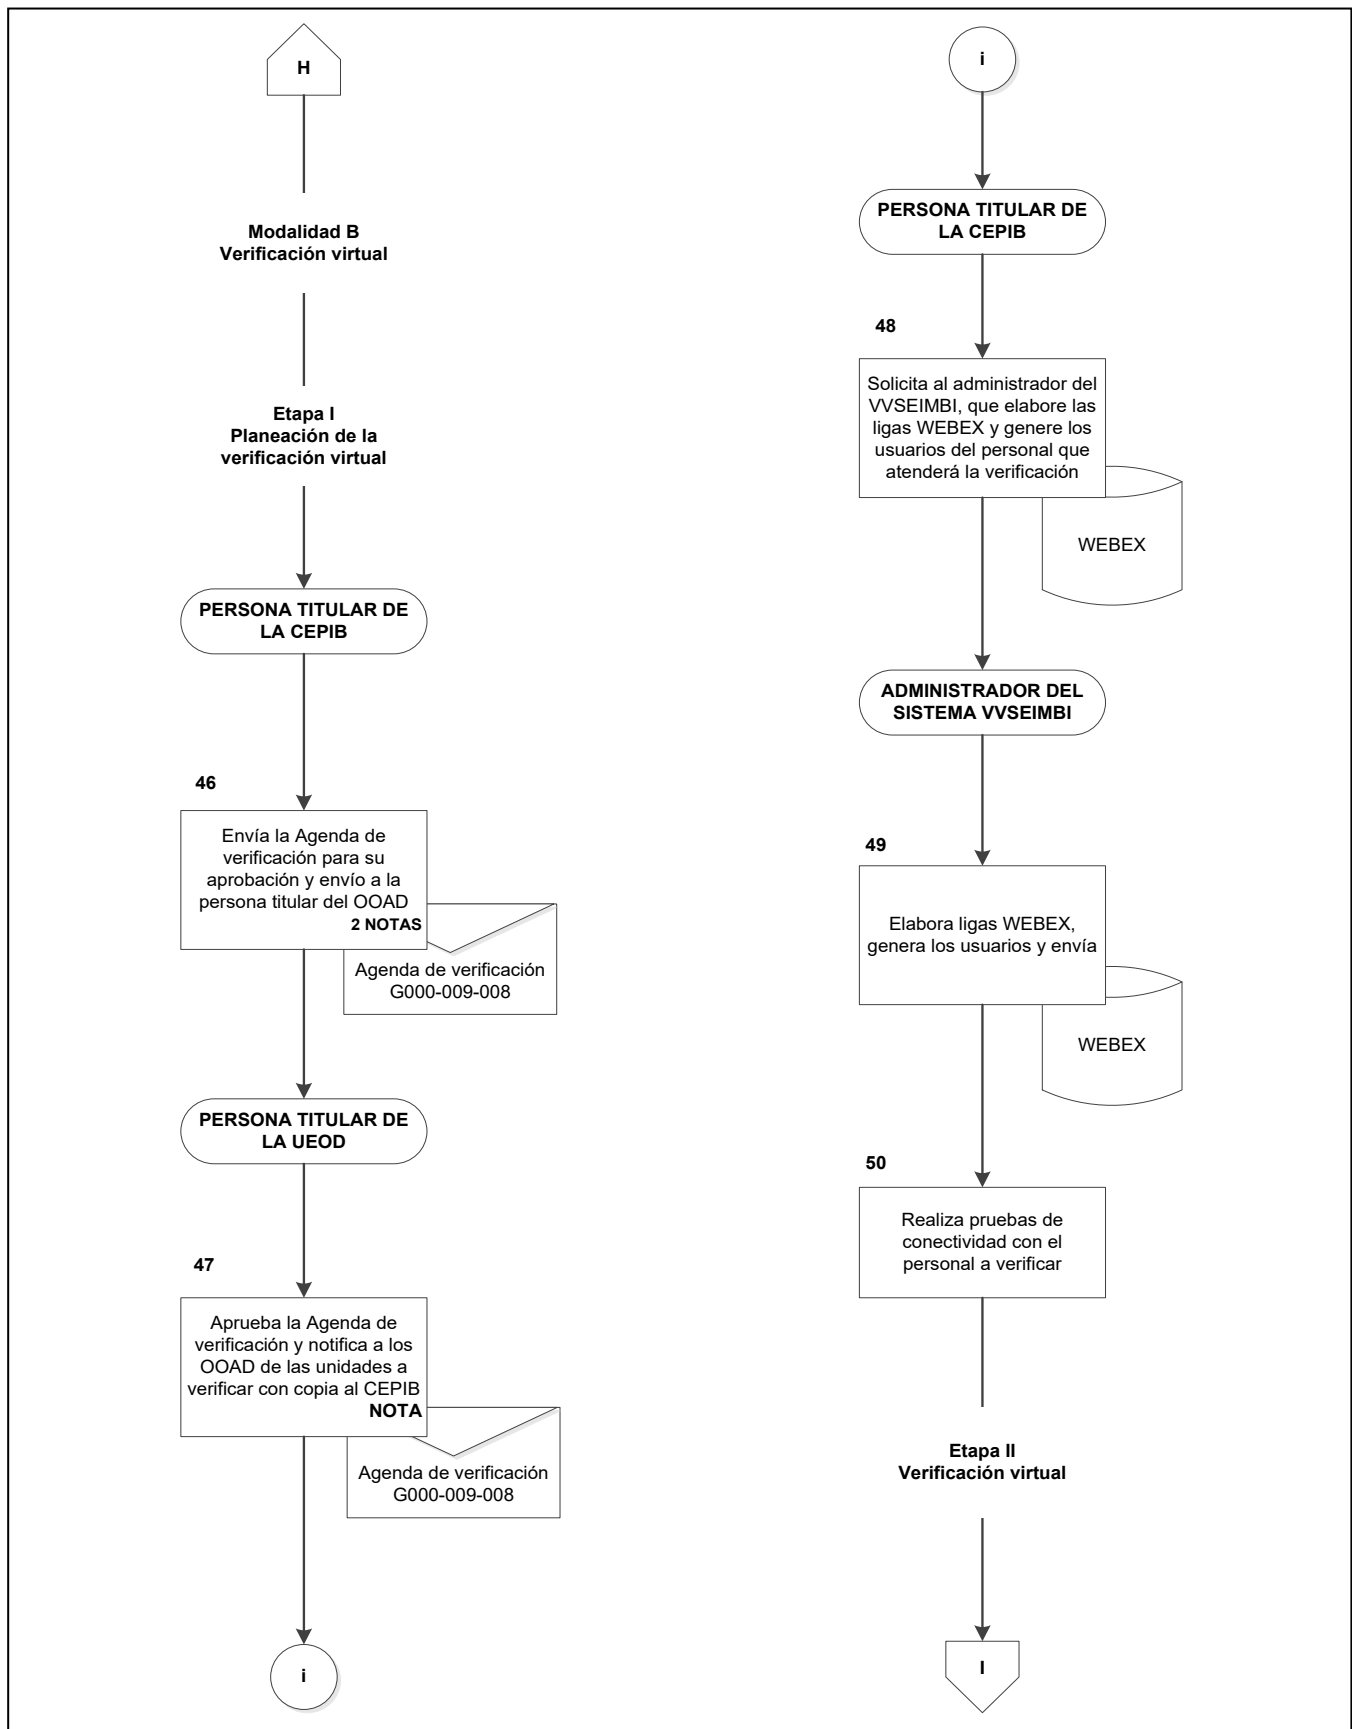 H
Modalidad B
Verificación virtual
Etapa I
Planeación de la
verificación virtual
PERSONA TITULAR DE
LA CEPIB
46
Envía la Agenda de
verificación para su
aprobación y envío a la
persona titular del OOAD
2 NOTAS
Agenda de verificación
G000-009-008
PERSONA TITULAR DE
LA UEOD
47
Aprueba la Agenda de
verificación y notifica a los
OOAD de las unidades a
verificar con copia al CEPIB
NOTA
Agenda de verificación
G000-009-008
i
i
PERSONA TITULAR DE
LA CEPIB
48
Solicita al administrador del
VVSEIMBI, que elabore las
ligas WEBEX y genere los
usuarios del personal que
atenderá la verificación
WEBEX
ADMINISTRADOR DEL
SISTEMA VVSEIMBI
49
Elabora ligas WEBEX,
genera los usuarios y envía
WEBEX
50
Realiza pruebas de
conectividad con el
personal a verificar
Etapa II
Verificación virtual
I